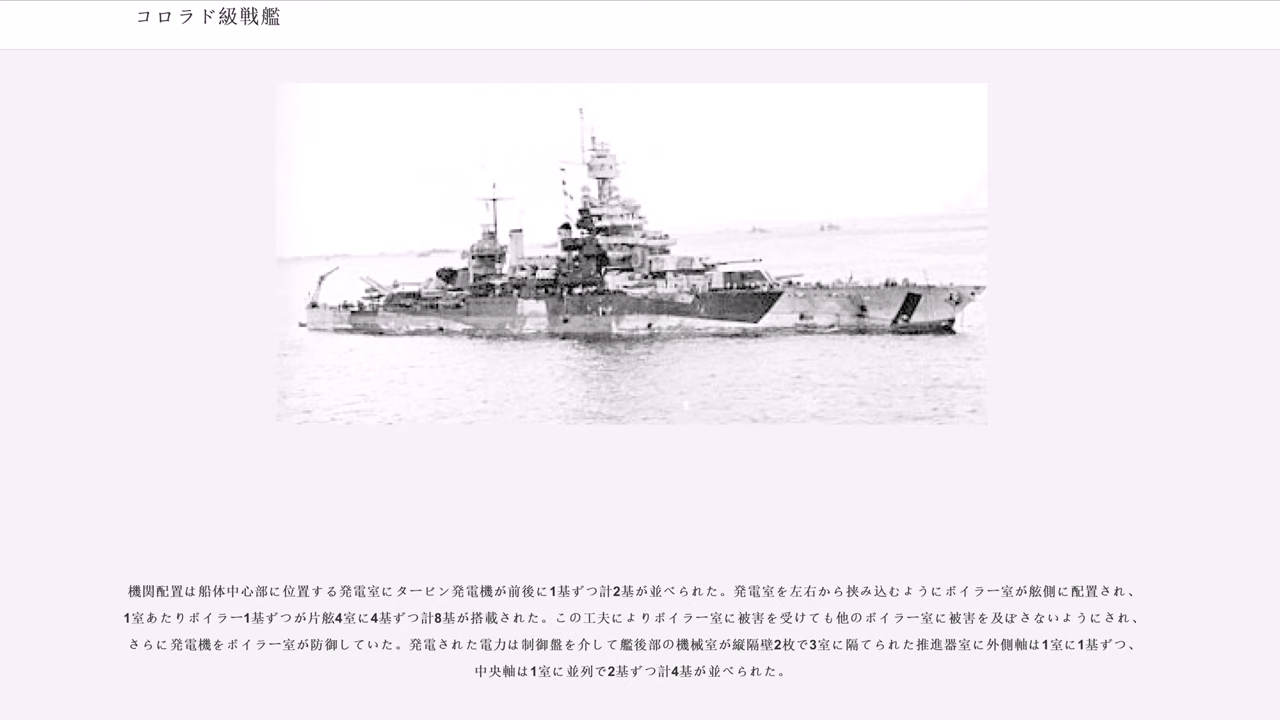 コロラド級戦艦
機関配置は船体中心部に位置する発電室にタービン発電機が前後に1基ずつ計2基が並べられた。発電室を左右から挟み込むようにボイラー室が舷側に配置され、
1室あたりボイラー1基ずつが片舷4室に4基ずつ計8基が搭載された。この工夫によりボイラー室に被害を受けても他のボイラー室に被害を及ぼさないようにされ、
さらに発電機をボイラー室が防御していた。発電された電力は制御盤を介して艦後部の機械室が縦隔壁2枚で3室に隔てられた推進器室に外側軸は1室に1基ずつ、
中央軸は1室に並列で2基ずつ計4基が並べられた。